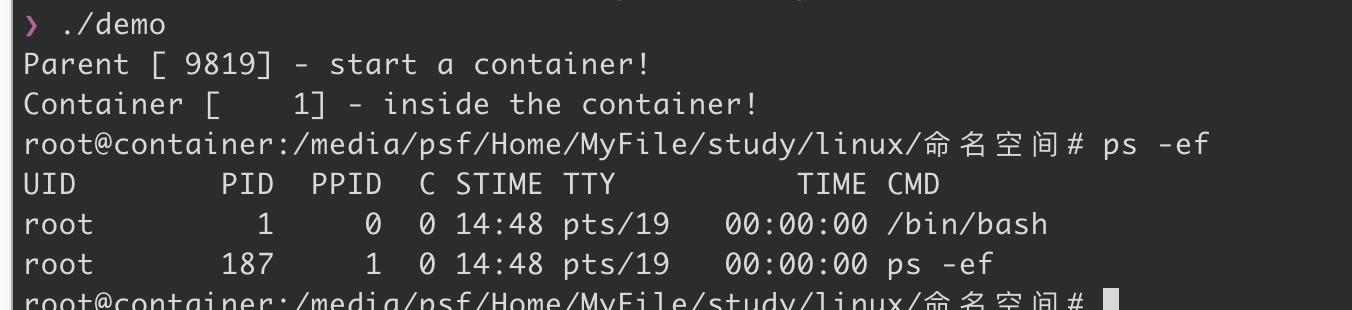 ❯ ./demo
Parent [ 9819] - start a container!
Container [    1] - inside the container!
root@container:/media/psf/Home/MyFile/study/linux/命名空间# ps -ef
UID        PID  PPID  C STIME TTY          TIME CMD
root         1     0  0 14:48 pts/19   00:00:00 /bin/bash
root       187     1  0 14:48 pts/19   00:00:00 ps -ef
root@container:/media/psf/Home/MyFile/study/linux/命名空间#